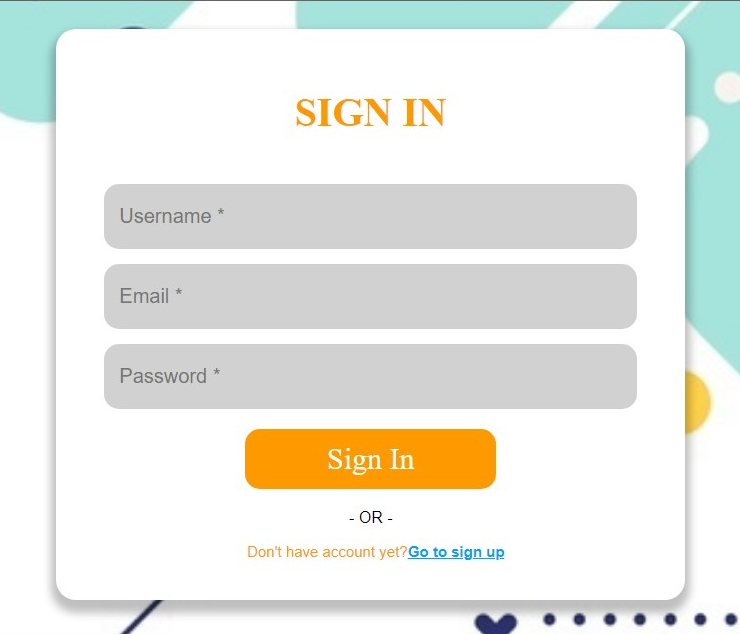 SIGN IN
Username *
Email *
Password *
Sign In
- OR -
Don't have account yet?Go to sign up